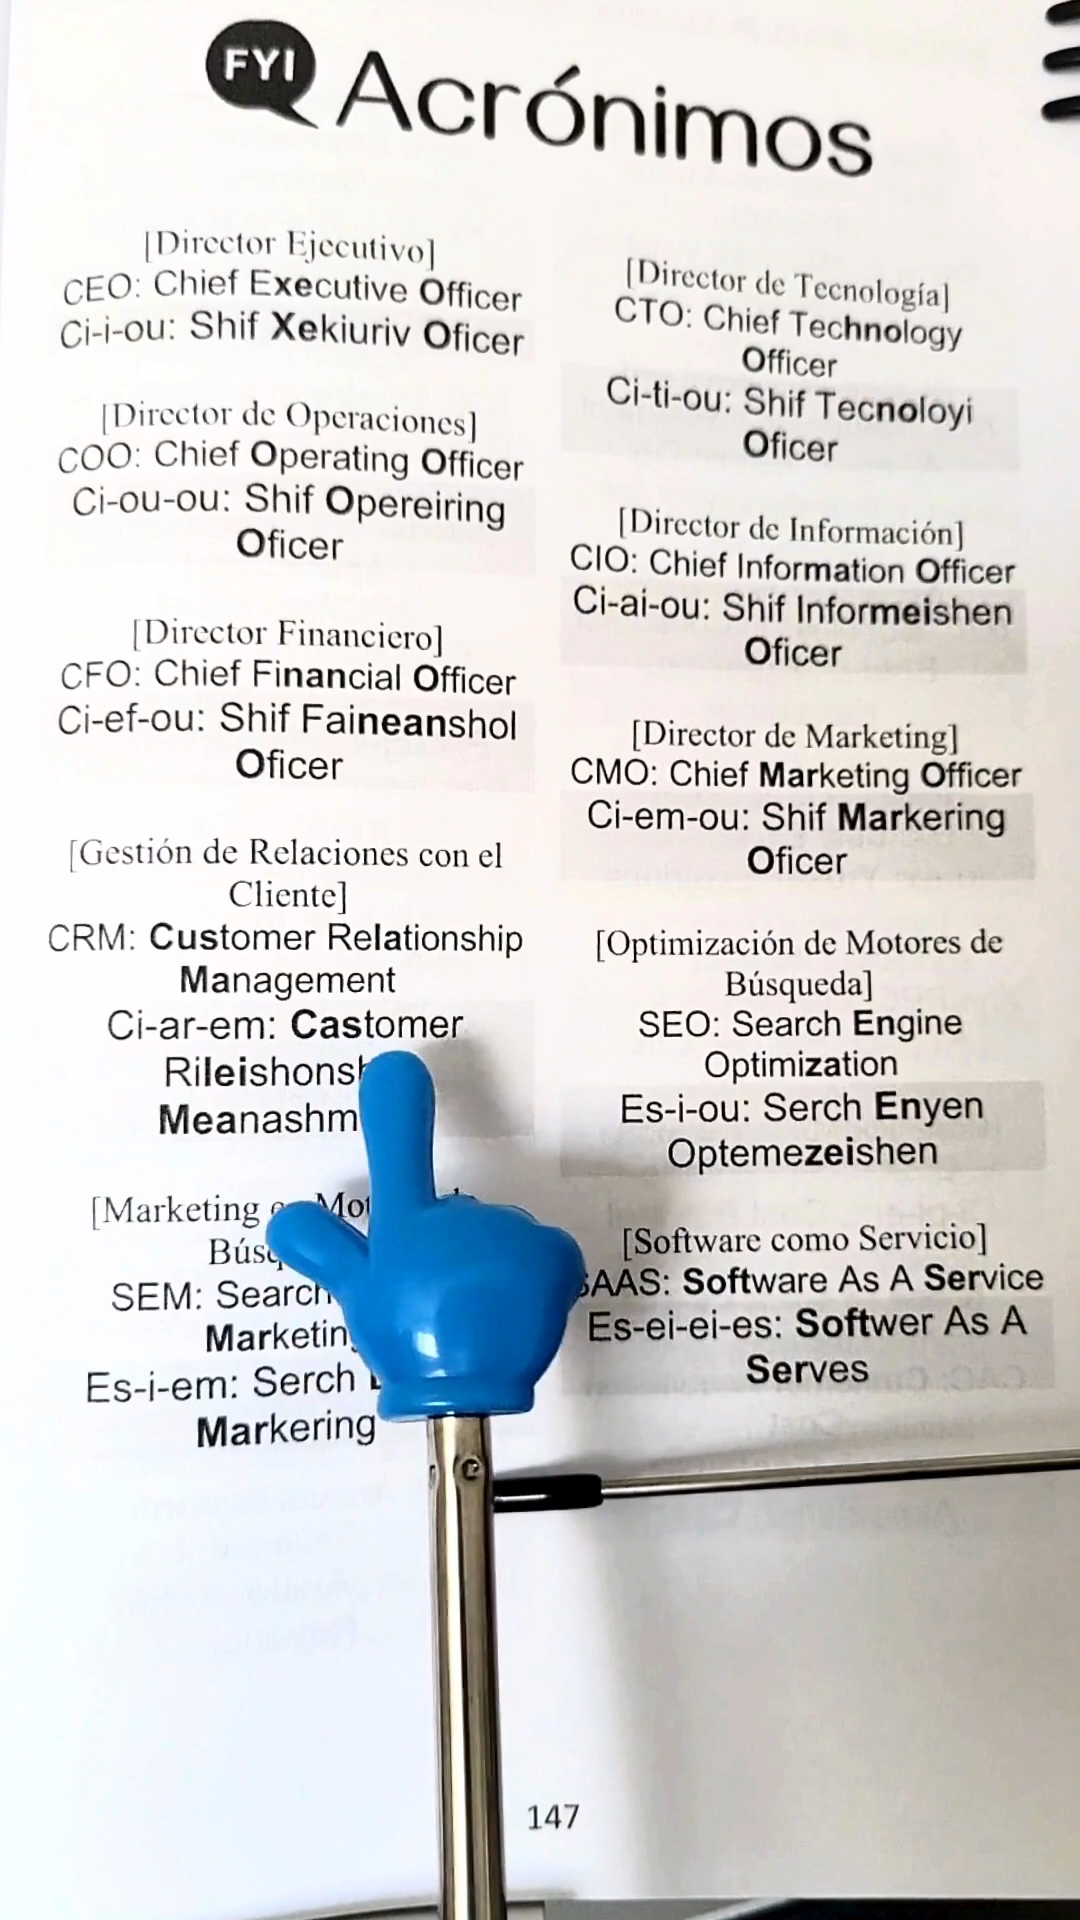 FYI
Acrónimos
[Director Ejecutivo]
CEO: Chief Executive Officer
Ci-i-ou: Shif Xekiuriv Oficer
[Director de Operaciones]
COO: Chief Operating Officer
Ci-ou-ou: Shif Opereiring
Oficer
[Director Financiero]
CFO: Chief Financial Officer
Ci-ef-ou: Shif Faineanshol
Oficer
[Gestión de Relaciones con el
Cliente]
CRM: Customer Relationship
Management
Ci-ar-em: Castomer
Meanashm
[Marketing
SEM: Search
Es-i-em: Serch
Markering
[Director de Tecnología]
CTO: Chief Technology
Officer
Ci-ti-ou: Shif Tecnoloyi
Oficer
[Director de Información]
CIO: Chief Information Officer
Ci-ai-ou: Shif Informeishen
Oficer
[Director de Marketing]
CMO: Chief Marketing Officer
Ci-em-ou: Shif Markering
Oficer
[Optimización de Motores de
Búsqueda]
SEO: Search Engine
Optimization
Es-i-ou: Serch Enyen
Optemezeishen
[Software como Servicio]
SAAS: Software As A Service
Es-ei-ei-es: Softwer As A
Serves
147